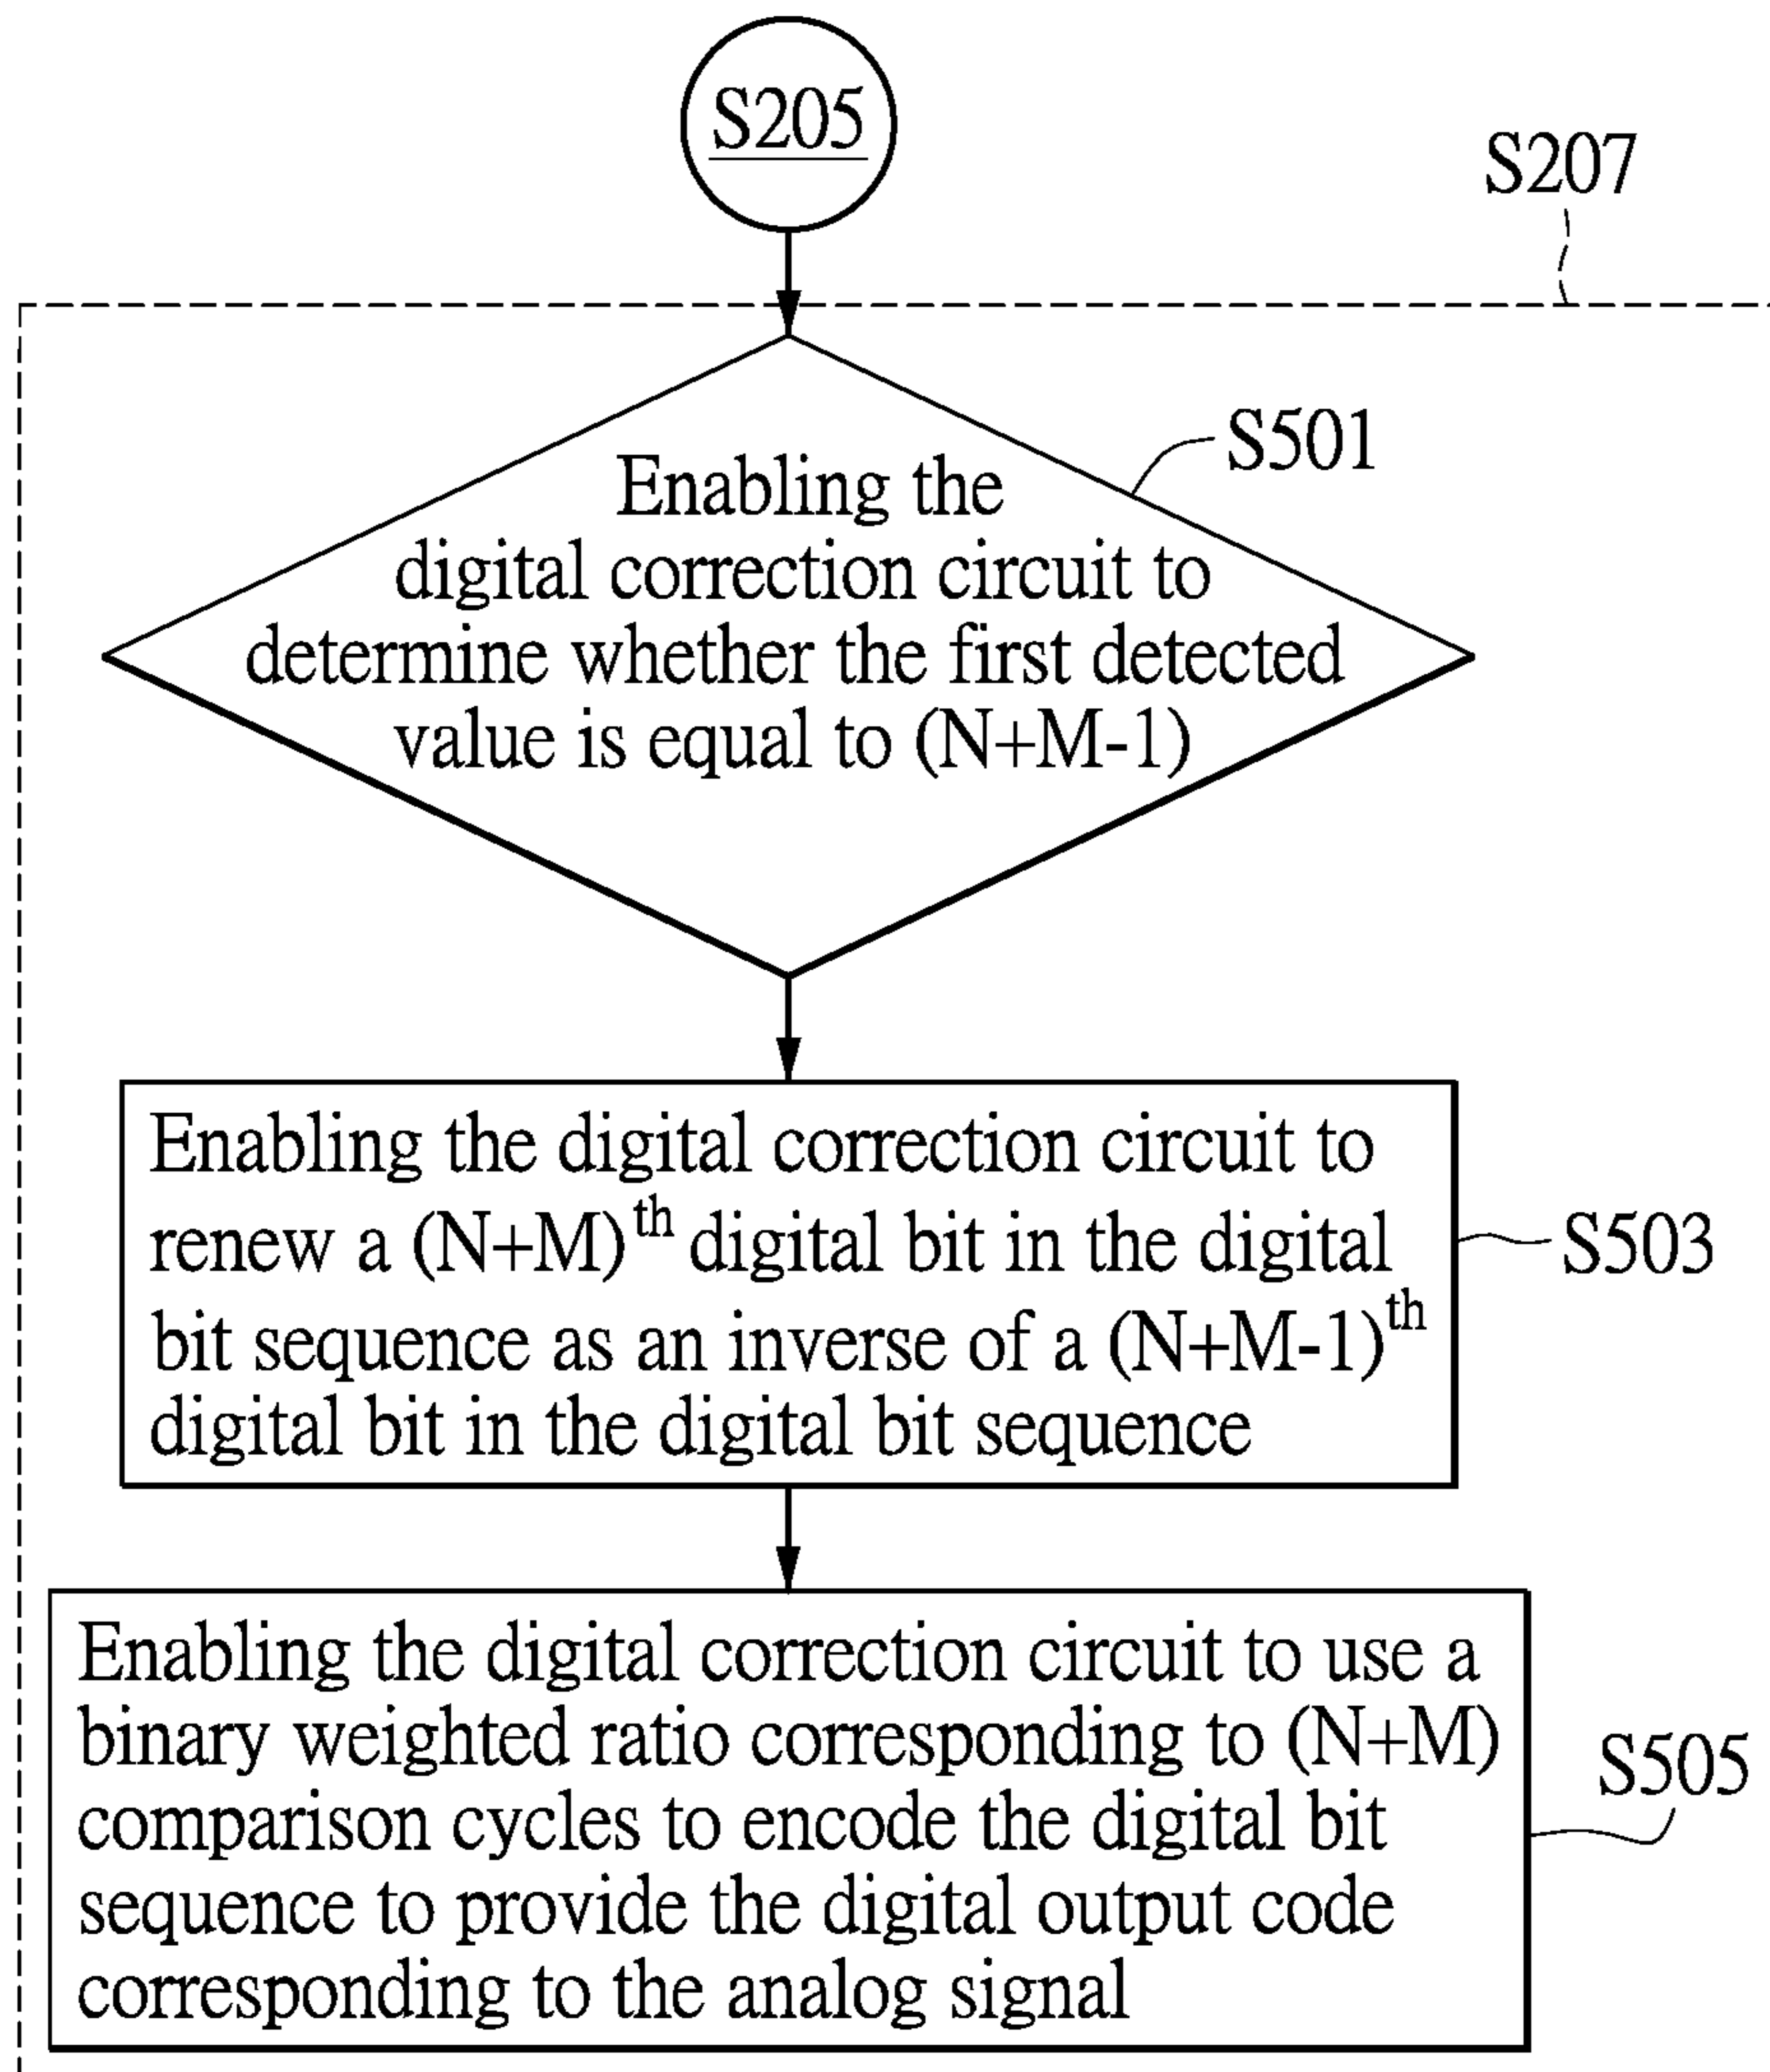 S205
S207
S501
Enabling the
digital correction circuit to
determine whether the first detected
value is equal to (N+M-1)
Enabling the digital correction circuit to
renew a (N+M)th digital bit in the digital
bit sequence as an inverse of a (N+M-1)th
digital bit in the digital bit sequence
S503
Enabling the digital correction circuit to use a
binary weighted ratio corresponding to (N+M)
comparison cycles to encode the digital bit
sequence to provide the digital output code
corresponding to the analog signal
S505